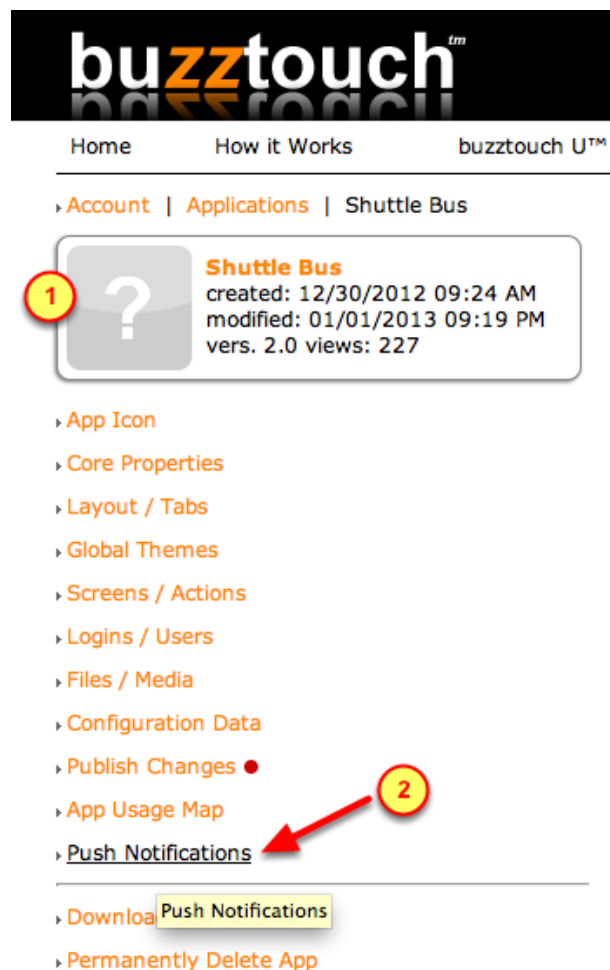 buzztouch™
Home How it Works buzztouch U™
Account | Applications | Shuttle Bus
1
?
Shuttle Bus
created: 12/30/2012 09:24 AM
modified: 01/01/2013 09:19 PM
vers. 2.0 views: 227
App Icon
Core Properties
Layout / Tabs
Global Themes
Screens / Actions
Logins / Users
Files / Media
Configuration Data
Publish Changes
2
App Usage Map
Push Notifications
Downloa
Push Notifications
Permanently Delete App